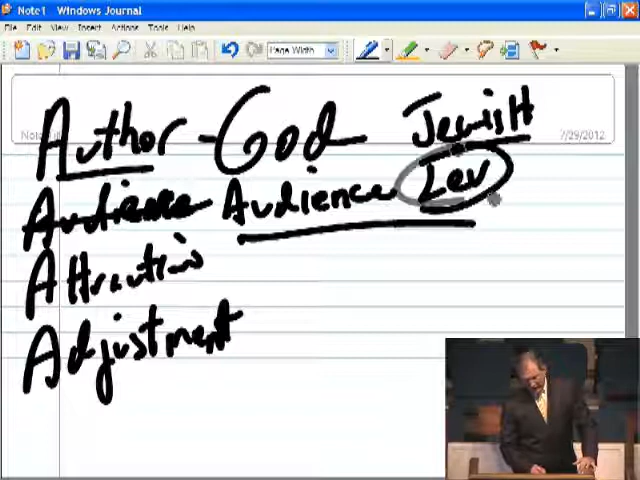 Note1 - Windows Journal
File Edit View Insert Actions Tools Help
Page Width
7/29/2012
Author - God JewisH
Audience Audience Lev
Adjustment